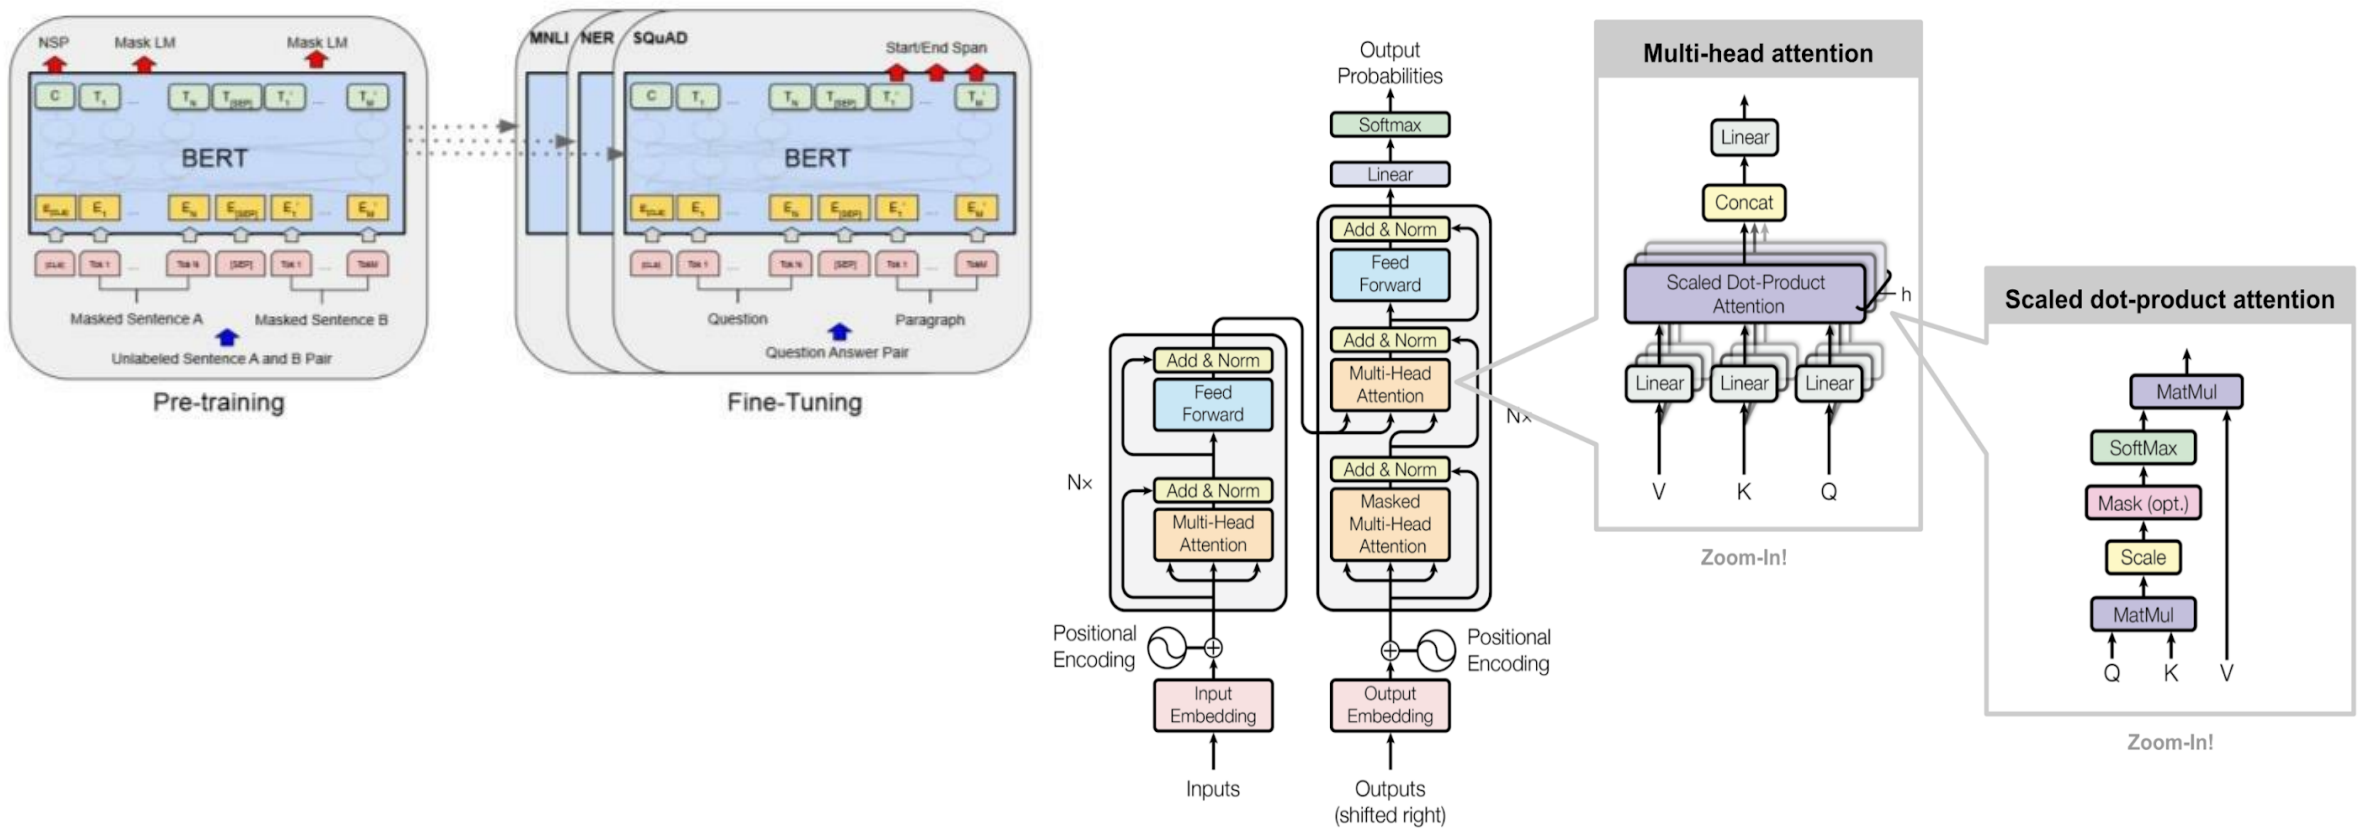 NSP
Mask LM
Mask LM
C
T1
...
TN
T[SEP]
T1'
...
TM'
BERT
E[CLS]
E1
...
EN
E[SEP]
E1'
...
EM'
[CLS]
Tok 1
...
Tok N
[SEP]
Tok 1
...
TokM
Masked Sentence A
Masked Sentence B
Unlabeled Sentence A and B Pair
Pre-training
MNLI
NER
SQuAD
Start/End Span
C
T1
...
TN
T[SEP]
T1'
...
TM'
BERT
E[CLS]
E1
...
EN
E[SEP]
E1'
...
EM'
[CLS]
Tok 1
...
Tok N
[SEP]
Tok 1
...
TokM
Question
Paragraph
Question Answer Pair
Fine-Tuning
Output
Probabilities
Softmax
Linear
Add & Norm
Feed
Forward
Add & Norm
Multi-Head
Attention
Add & Norm
Masked
Multi-Head
Attention
N×
Positional
Encoding
Output
Embedding
Outputs
(shifted right)
Add & Norm
Feed
Forward
Add & Norm
Multi-Head
Attention
N×
Positional
Encoding
Input
Embedding
Inputs
Multi-head attention
Linear
Concat
Scaled Dot-Product
Attention
h
Linear
Linear
Linear
V
K
Q
Zoom-In!
Scaled dot-product attention
MatMul
SoftMax
Mask (opt.)
Scale
MatMul
Q
K
V
Zoom-In!